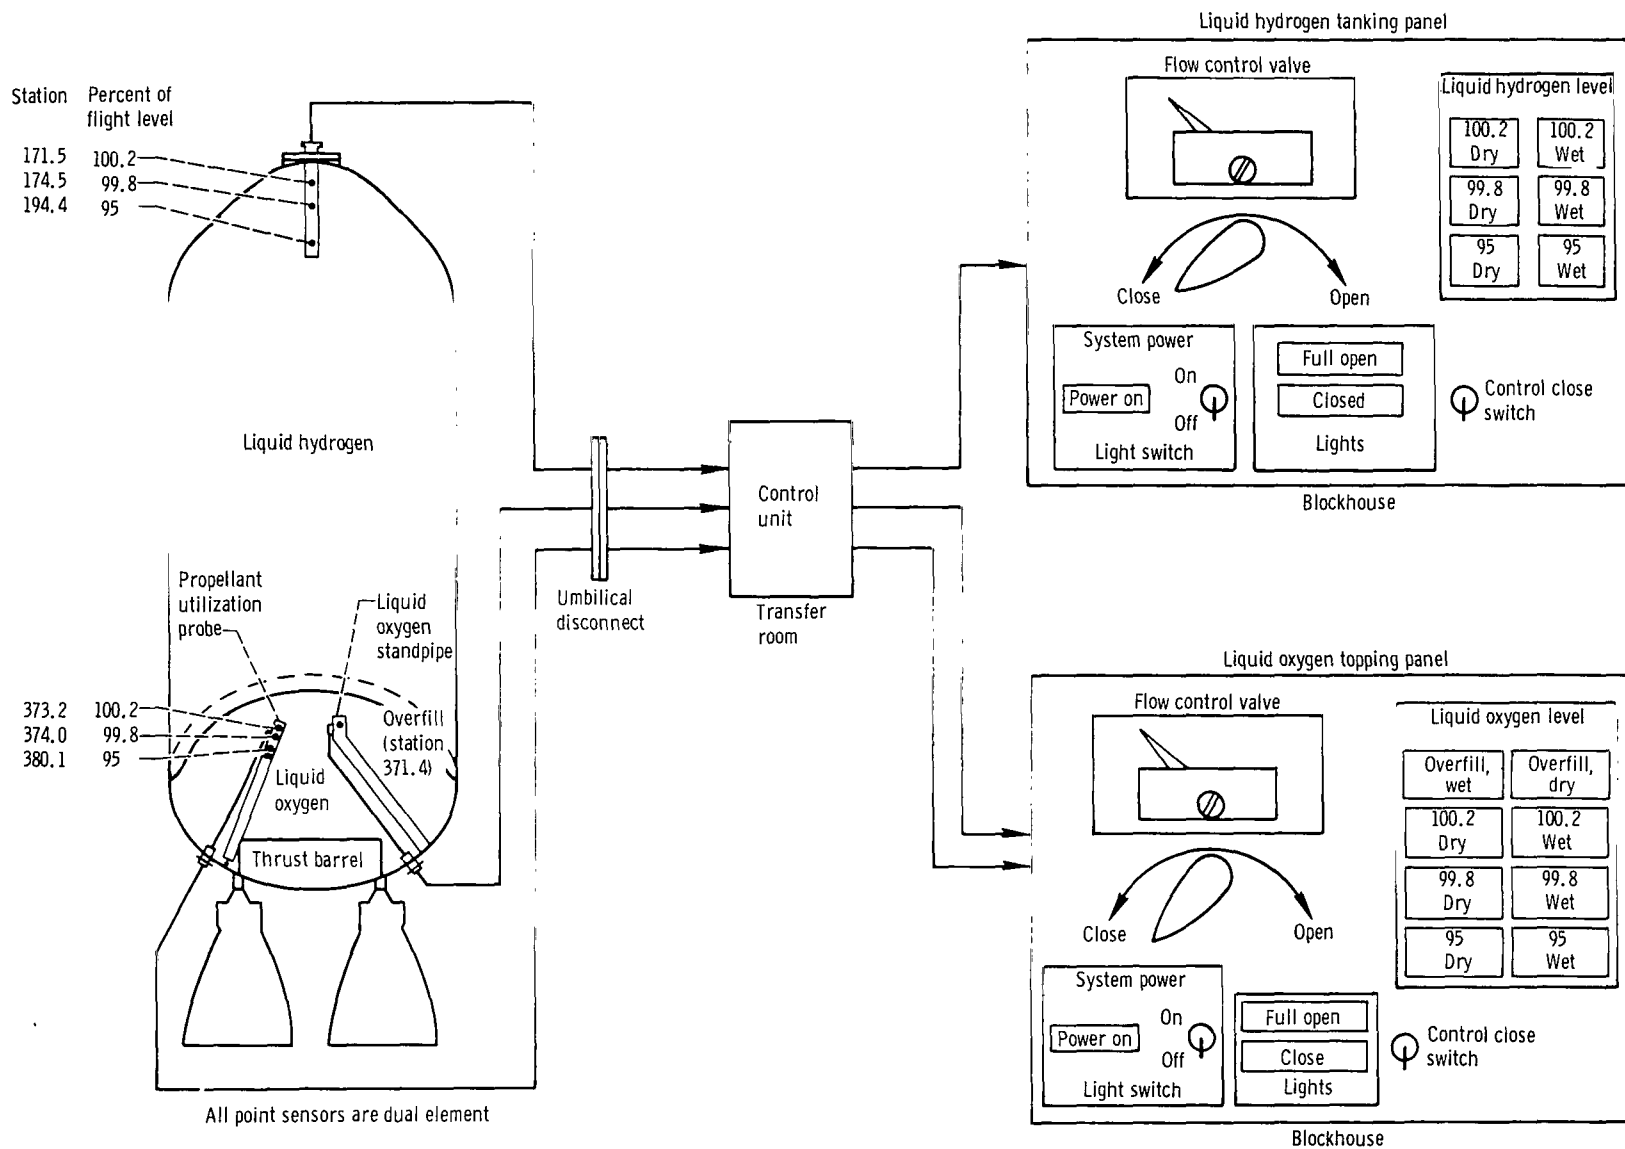 Station
Percent of
flight level
171.5 100.2
174.5 99.8
194.4 95
Liquid hydrogen
Propellant
utilization
probe
Liquid
oxygen
standpipe
373.2 100.2
374.0 99.8
380.1 95
Overfill
(station
371.4)
Liquid
oxygen
Thrust barrel
All point sensors are dual element
Umbilical
disconnect
Control
unit
Transfer
room
Liquid hydrogen tanking panel
Flow control valve
Close
Open
Liquid hydrogen level
100.2
Dry
100.2
Wet
99.8
Dry
99.8
Wet
95
Dry
95
Wet
System power
On
Power on
Off
Light switch
Full open
Closed
Lights
Control close
switch
Blockhouse
Liquid oxygen topping panel
Flow control valve
Close
Open
Liquid oxygen level
Overfill,
wet
Overfill,
dry
100.2
Dry
100.2
Wet
99.8
Dry
99.8
Wet
95
Dry
95
Wet
System power
On
Power on
Off
Light switch
Full open
Close
Lights
Control close
switch
Blockhouse